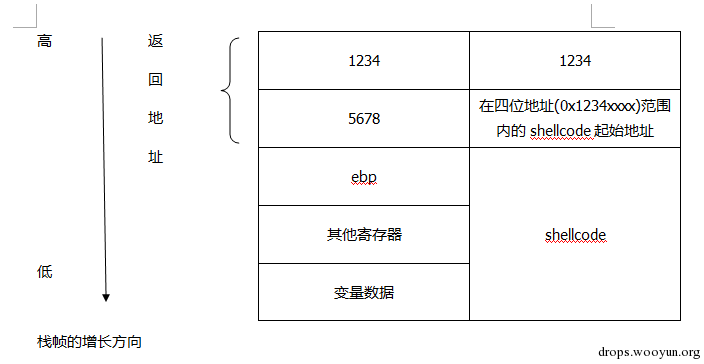 高
返
回
地
址
1234
1234
5678
在四位地址(0x1234xxxx)范围
内的 shellcode 起始地址
ebp
其他寄存器
shellcode
变量数据
低
栈帧的增长方向
drops.wooyun.org